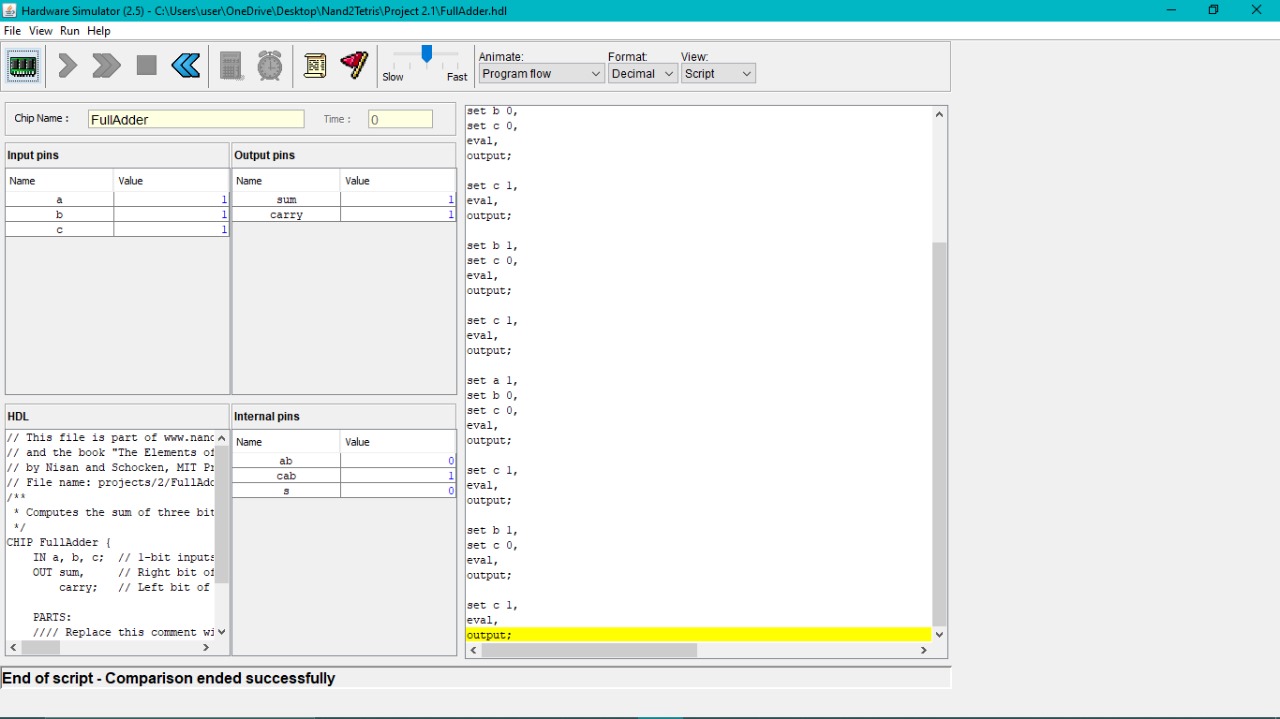 Hardware Simulator (2.5) - C:\Users\user\OneDrive\Desktop\Nand2Tetris\Project 2.1\FullAdder.hdl
File View Run Help
Slow Fast
Animate: Format: View:
Program flow Decimal Script
Chip Name : FullAdder Time : 0
Input pins
Name Value
a 1
b 1
c 1
Output pins
Name Value
sum 1
carry 1
HDL
// This file is part of www.nand
// and the book "The Elements of
// by Nisan and Schocken, MIT Pr
// File name: projects/2/FullAdd
/**
* Computes the sum of three bit
*/
CHIP FullAdder {
IN a, b, c; // 1-bit inputs
OUT sum, // Right bit of
carry; // Left bit of
PARTS:
//// Replace this comment wi
Internal pins
Name Value
ab 0
cab 1
s 0
set b 0,
set c 0,
eval,
output;
set c 1,
eval,
output;
set b 1,
set c 0,
eval,
output;
set c 1,
eval,
output;
set a 1,
set b 0,
set c 0,
eval,
output;
set c 1,
eval,
output;
set b 1,
set c 0,
eval,
output;
set c 1,
eval,
output;
End of script - Comparison ended successfully